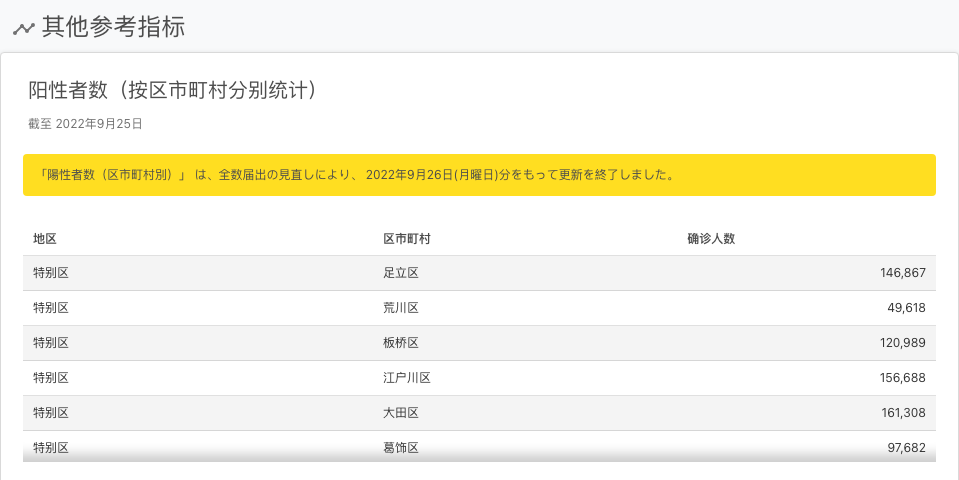 其他参考指标
阳性者数（按区市町村分别统计）
截至 2022年9月25日
「陽性者数（区市町村別）」 は、全数届出の見直しにより、 2022年9月26日(月曜日)分をもって更新を終了しました。
地区 区市町村 确诊人数
特别区 足立区 146,867
特别区 荒川区 49,618
特别区 板桥区 120,989
特别区 江户川区 156,688
特别区 大田区 161,308
特别区 葛饰区 97,682